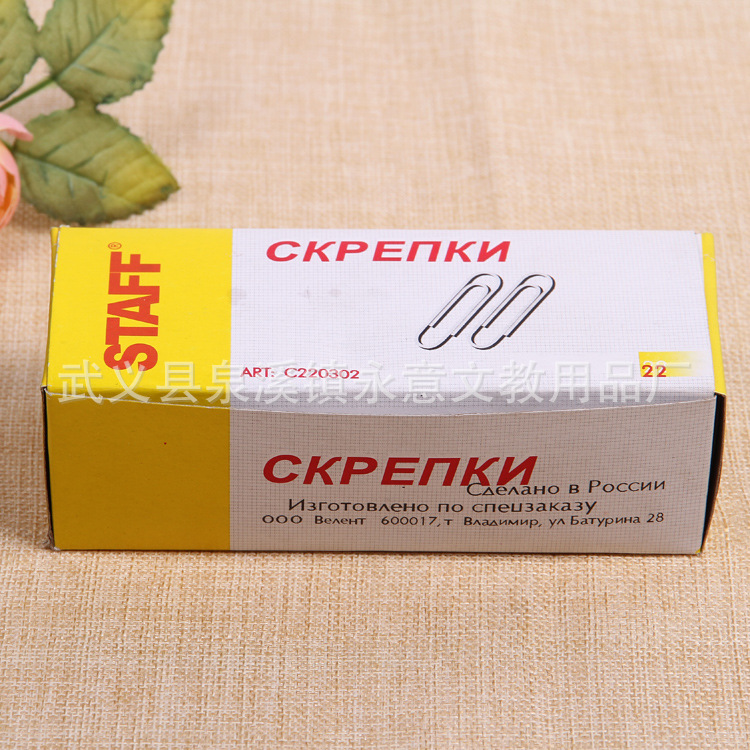 STAFF®
СКРЕПКИ
ART: C220302
22
武义县泉溪镇永意文教用品厂
СКРЕПКИ
Сделано в России
Изготовлено по спецзаказу
ООО Велент 600017, т Владимир, ул Батурина 28